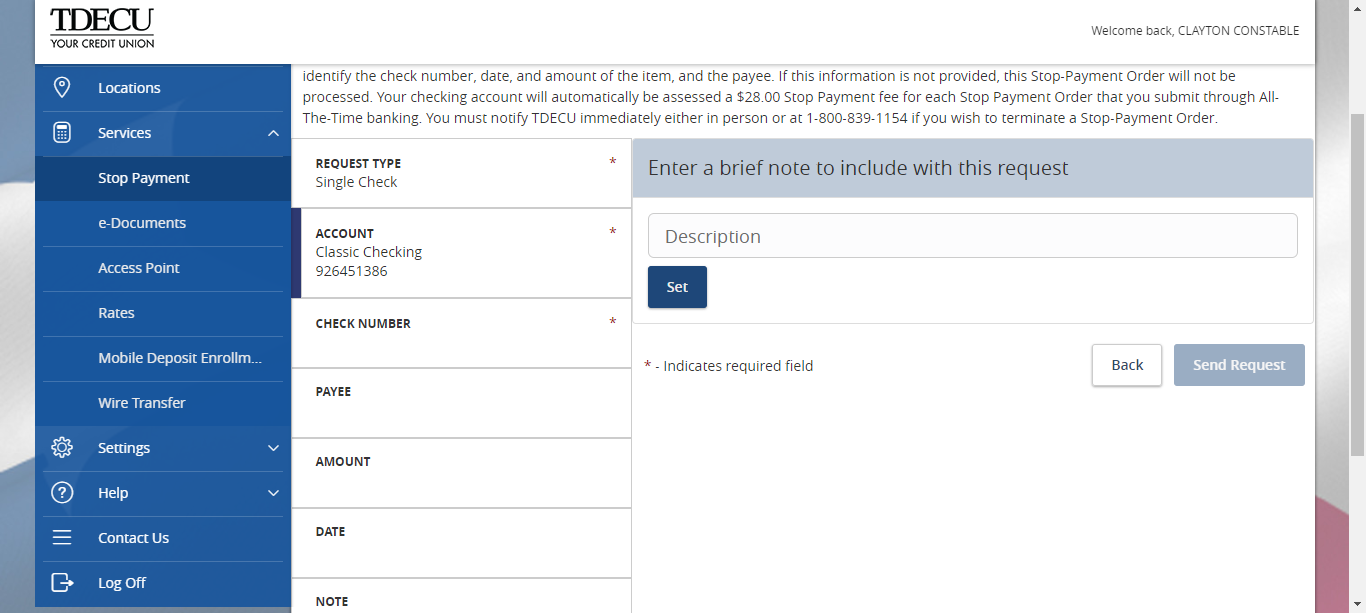 TDECU
YOUR CREDIT UNION
Welcome back, CLAYTON CONSTABLE
Locations
Services
Stop Payment
e-Documents
Access Point
Rates
Mobile Deposit Enrollm...
Wire Transfer
Settings
Help
Contact Us
Log Off
identify the check number, date, and amount of the item, and the payee. If this information is not provided, this Stop-Payment Order will not be
processed. Your checking account will automatically be assessed a $28.00 Stop Payment fee for each Stop Payment Order that you submit through All-
The-Time banking. You must notify TDECU immediately either in person or at 1-800-839-1154 if you wish to terminate a Stop-Payment Order.
REQUEST TYPE *
Single Check
ACCOUNT *
Classic Checking
926451386
CHECK NUMBER *
PAYEE
AMOUNT
DATE
NOTE
Enter a brief note to include with this request
Description
Set
* - Indicates required field
Back
Send Request